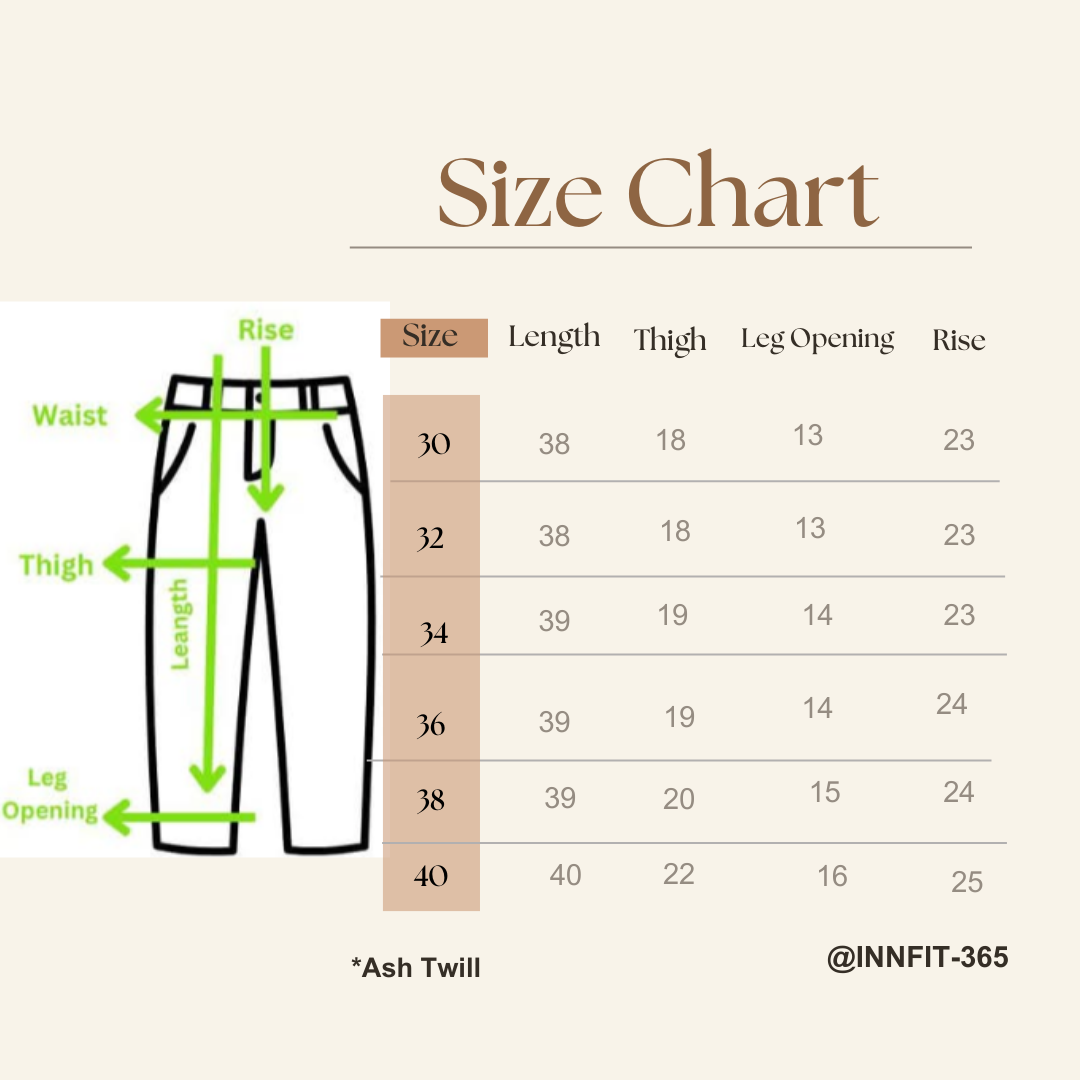 Size Chart
Rise
Waist
Thigh
Leangth
Leg
Opening
Size Length Thigh Leg Opening Rise
30 38 18 13 23
32 38 18 13 23
34 39 19 14 23
36 39 19 14 24
38 39 20 15 24
40 40 22 16 25
*Ash Twill
@INNFIT-365